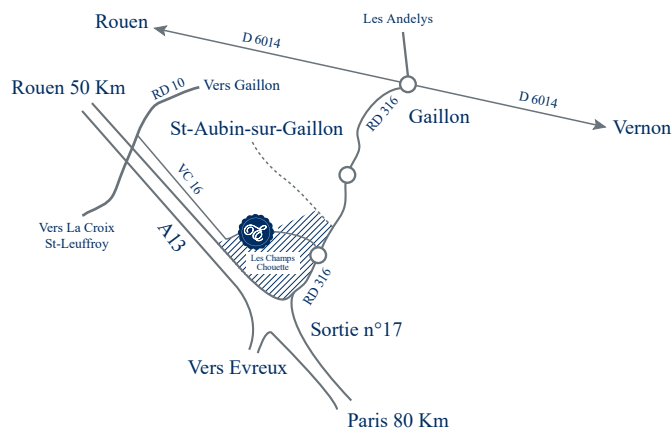 Les Andelys
Rouen
D 6014
Rouen 50 Km
RD 10
Vers Gaillon
D 6014
RD 316
Gaillon
Vernon
St-Aubin-sur-Gaillon
VC 16
Vers La Croix
St-Leuffroy
A13
Les Champs
Chouette
RD 316
Sortie n°17
Vers Evreux
Paris 80 Km